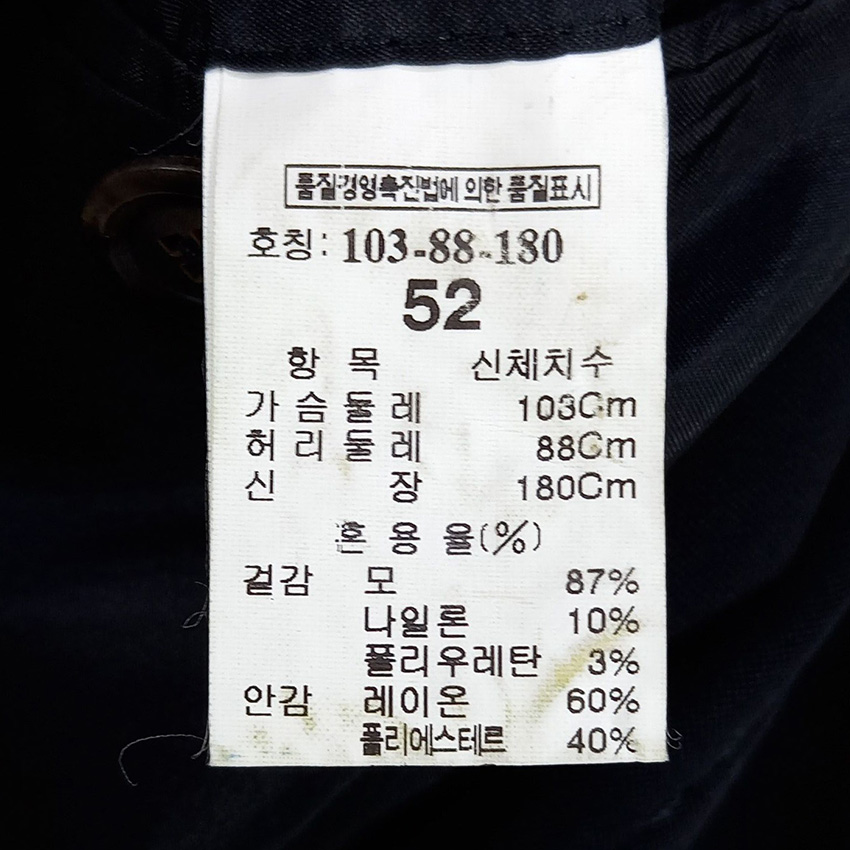 품질경영촉진법에 의한 품질표시
호칭: 103-88-180
52
항 목 신체치수
가슴둘레 103Cm
허리둘레 88Cm
신 장 180Cm
혼용율(%)
겉감 모 87%
나일론 10%
폴리우레탄 3%
안감 레이온 60%
폴리에스테르 40%